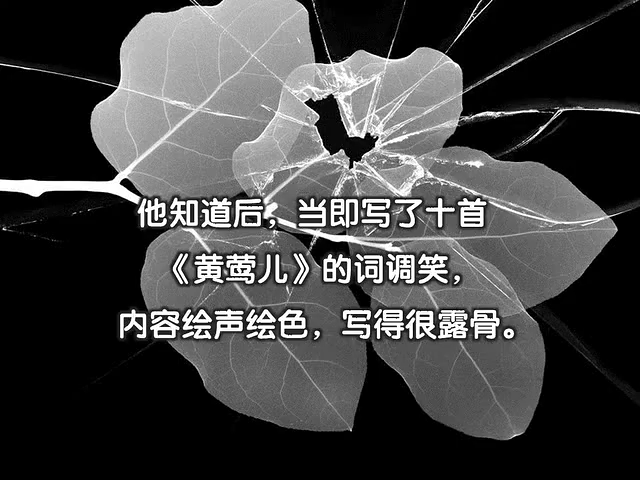 他知道后，当即写了十首
《黄莺儿》的词调笑，
内容绘声绘色，写得很露骨。